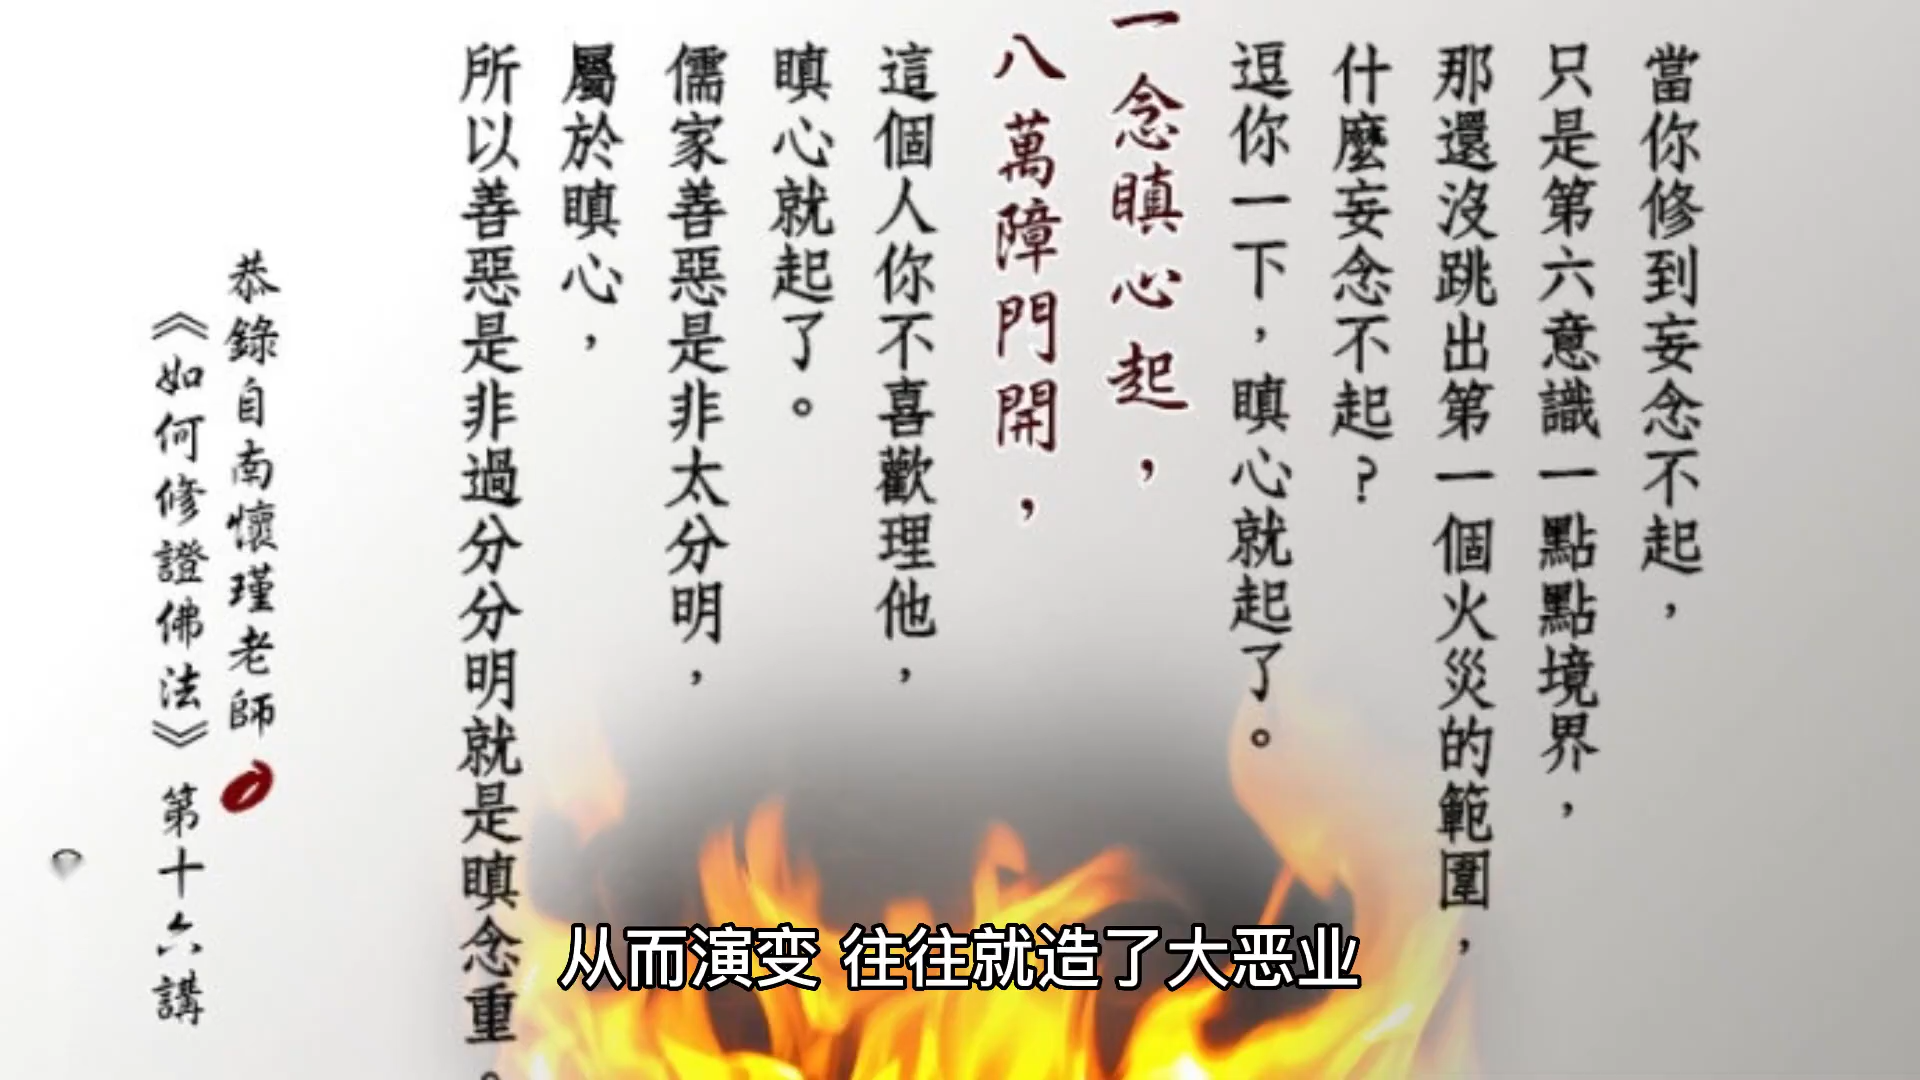 當你修到妄念不起，
只是第六意識一點點境界，
那還沒跳出第一個火災的範圍，
什麼妄念不起？
逗你一下，瞋心就起了。
一念瞋心起，
八萬障門開，
這個人你不喜歡理他，
瞋心就起了。
儒家善惡是非太分明，
屬於瞋心，
所以善惡是非過分分明就是瞋念重。
恭錄自南懷瑾老師
《如何修證佛法》第十六講
从而演变 往往就造了大恶业